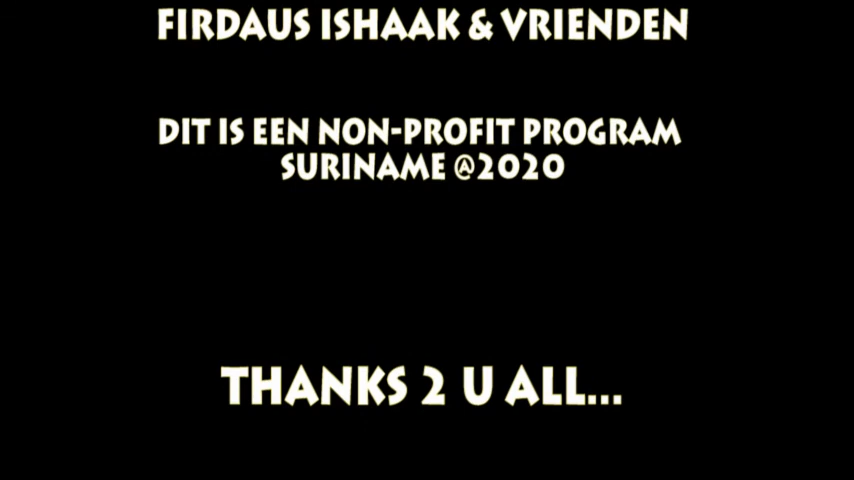 FIRDAUS ISHAAK & VRIENDEN
DIT IS EEN NON-PROFIT PROGRAM
SURINAME @2020
THANKS 2 U ALL...